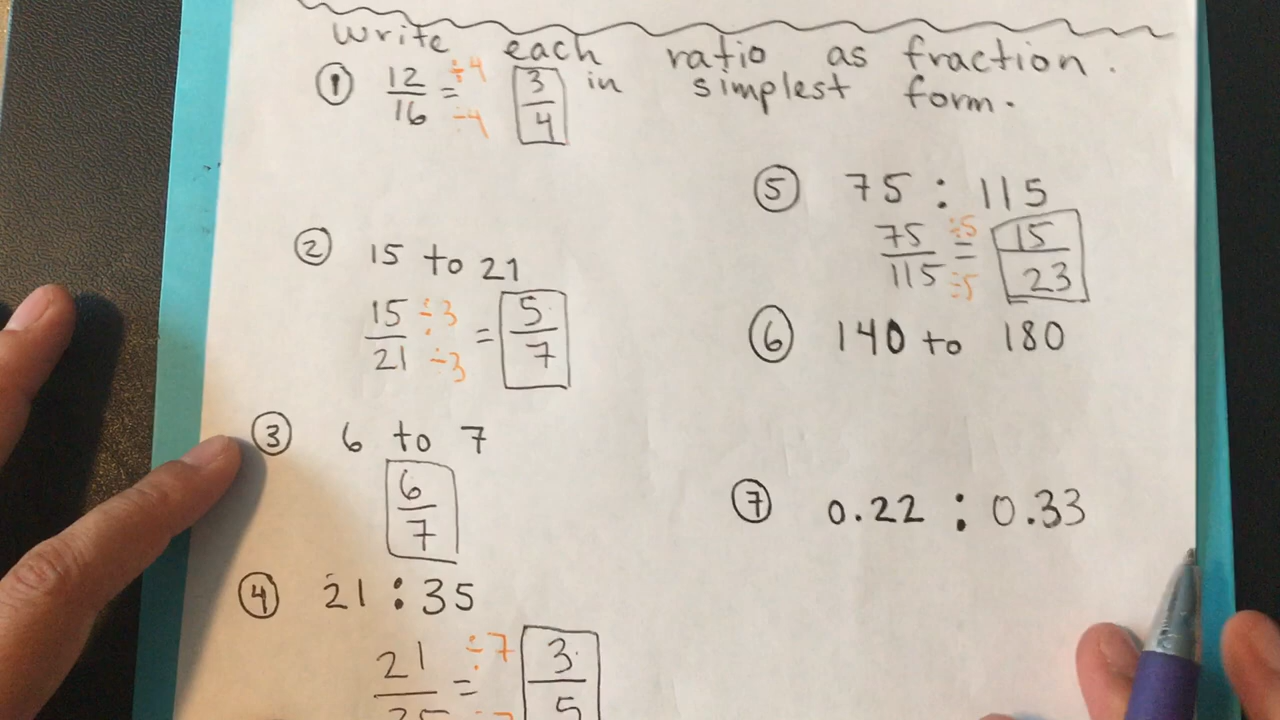 write each ratio as fraction.
in simplest form.
① 12/16 ÷4 ÷4 = 3/4
② 15 to 21
15/21 ÷3 ÷3 = 5/7
③ 6 to 7
6/7
④ 21 : 35
21/35 ÷7 ÷7 = 3/5
⑤ 75 : 115
75/115 ÷5 ÷5 = 15/23
⑥ 140 to 180
⑦ 0.22 : 0.33